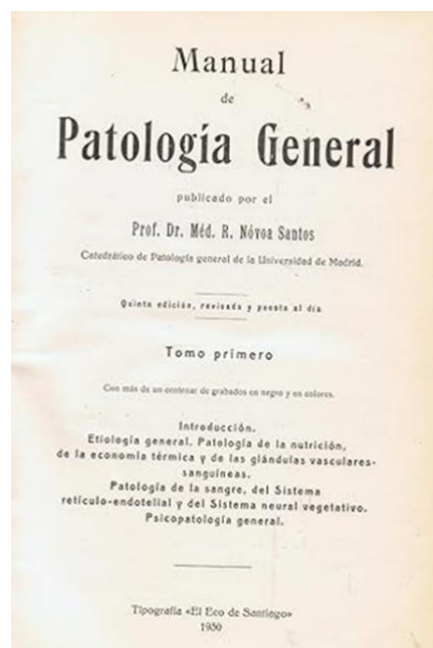 Manual
de
Patología General
publicado por el
Prof. Dr. Méd. R. Nóvoa Santos
Catedrático de Patología general de la Universidad de Madrid.
Quinta edición, revisada y puesta al día
Tomo primero
Con más de un centenar de grabados en negro y en colores.
Introducción.
Etiología general. Patología de la nutrición,
de la economía térmica y de las glándulas vasculares-
sanguíneas.
Patología de la sangre, del Sistema
retículo-endotelial y del Sistema neural vegetativo.
Psicopatología general.
Tipografía «El Eco de Santiago»
1930